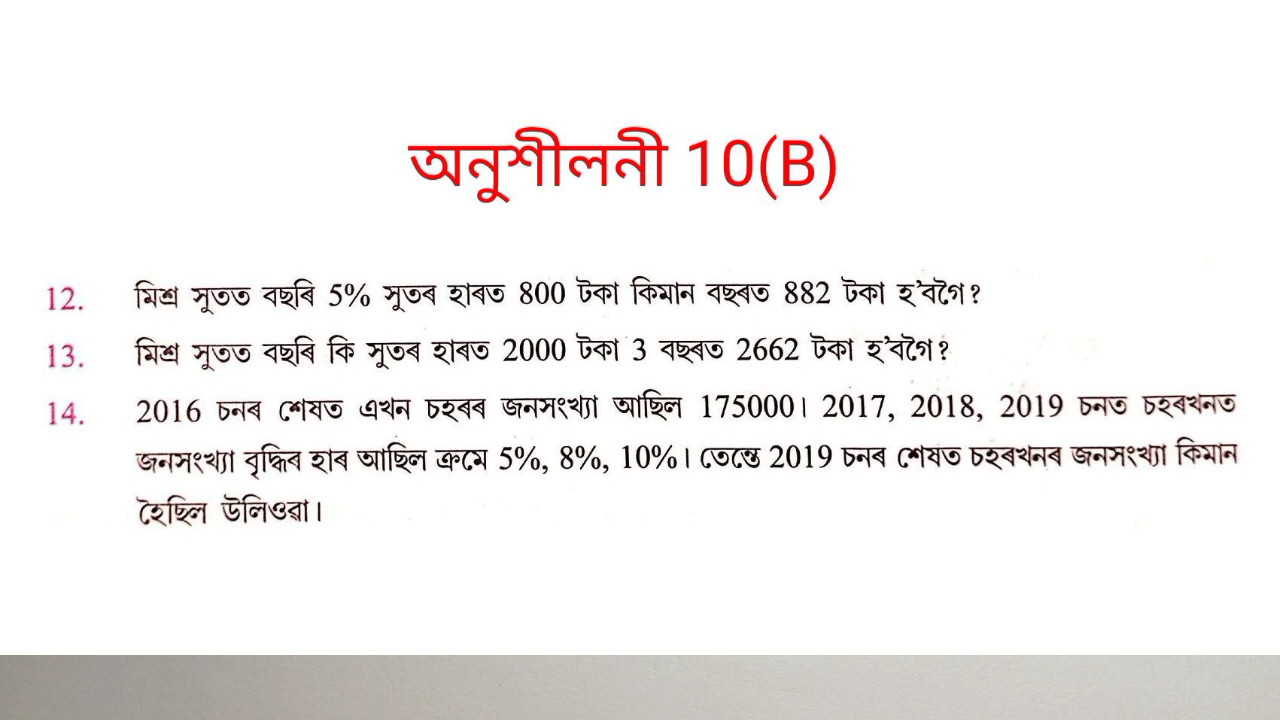 অনুশীলনী 10(B)
12. মিশ্ৰ সুতত বছৰি 5% সুতৰ হাৰত 800 টকা কিমান বছৰত 882 টকা হ'বগৈ?
13. মিশ্ৰ সুতত বছৰি কি সুতৰ হাৰত 2000 টকা 3 বছৰত 2662 টকা হ'বগৈ?
14. 2016 চনৰ শেষত এখন চহৰৰ জনসংখ্যা আছিল 175000। 2017, 2018, 2019 চনত চহৰখনত
জনসংখ্যা বৃদ্ধিৰ হাৰ আছিল ক্ৰমে 5%, 8%, 10%। তেন্তে 2019 চনৰ শেষত চহৰখনৰ জনসংখ্যা কিমান
হৈছিল উলিওৱা।